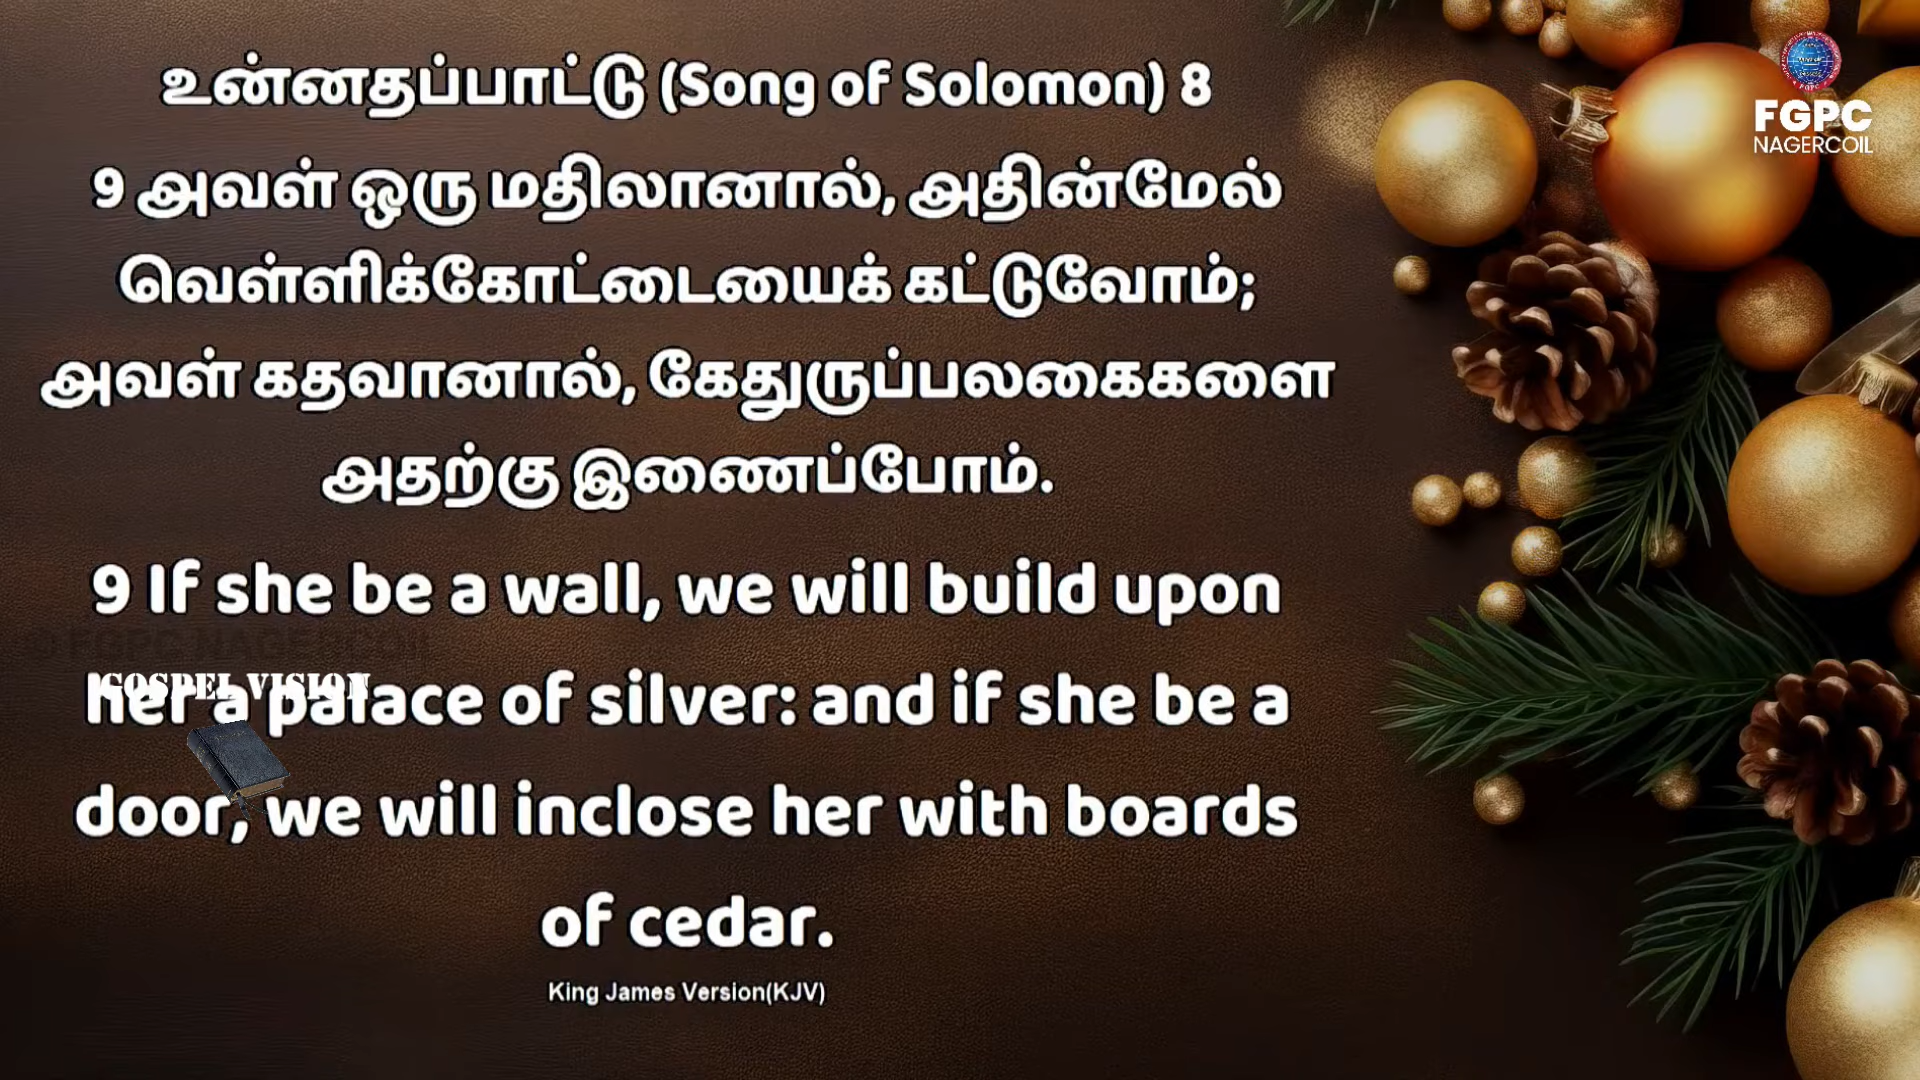 உன்னதப்பாட்டு (Song of Solomon) 8
FGPC
NAGERCOIL
9 அவள் ஒரு மதிலானால், அதின்மேல்
வெள்ளிக்கோட்டையைக் கட்டுவோம்;
அவள் கதவானால், கேதுருப்பலகைகளை
அதற்கு இணைப்போம்.
9 If she be a wall, we will build upon
© FGPC NAGERCOIL
GOSPEL VISION
her a palace of silver: and if she be a
door, we will inclose her with boards
of cedar.
King James Version(KJV)